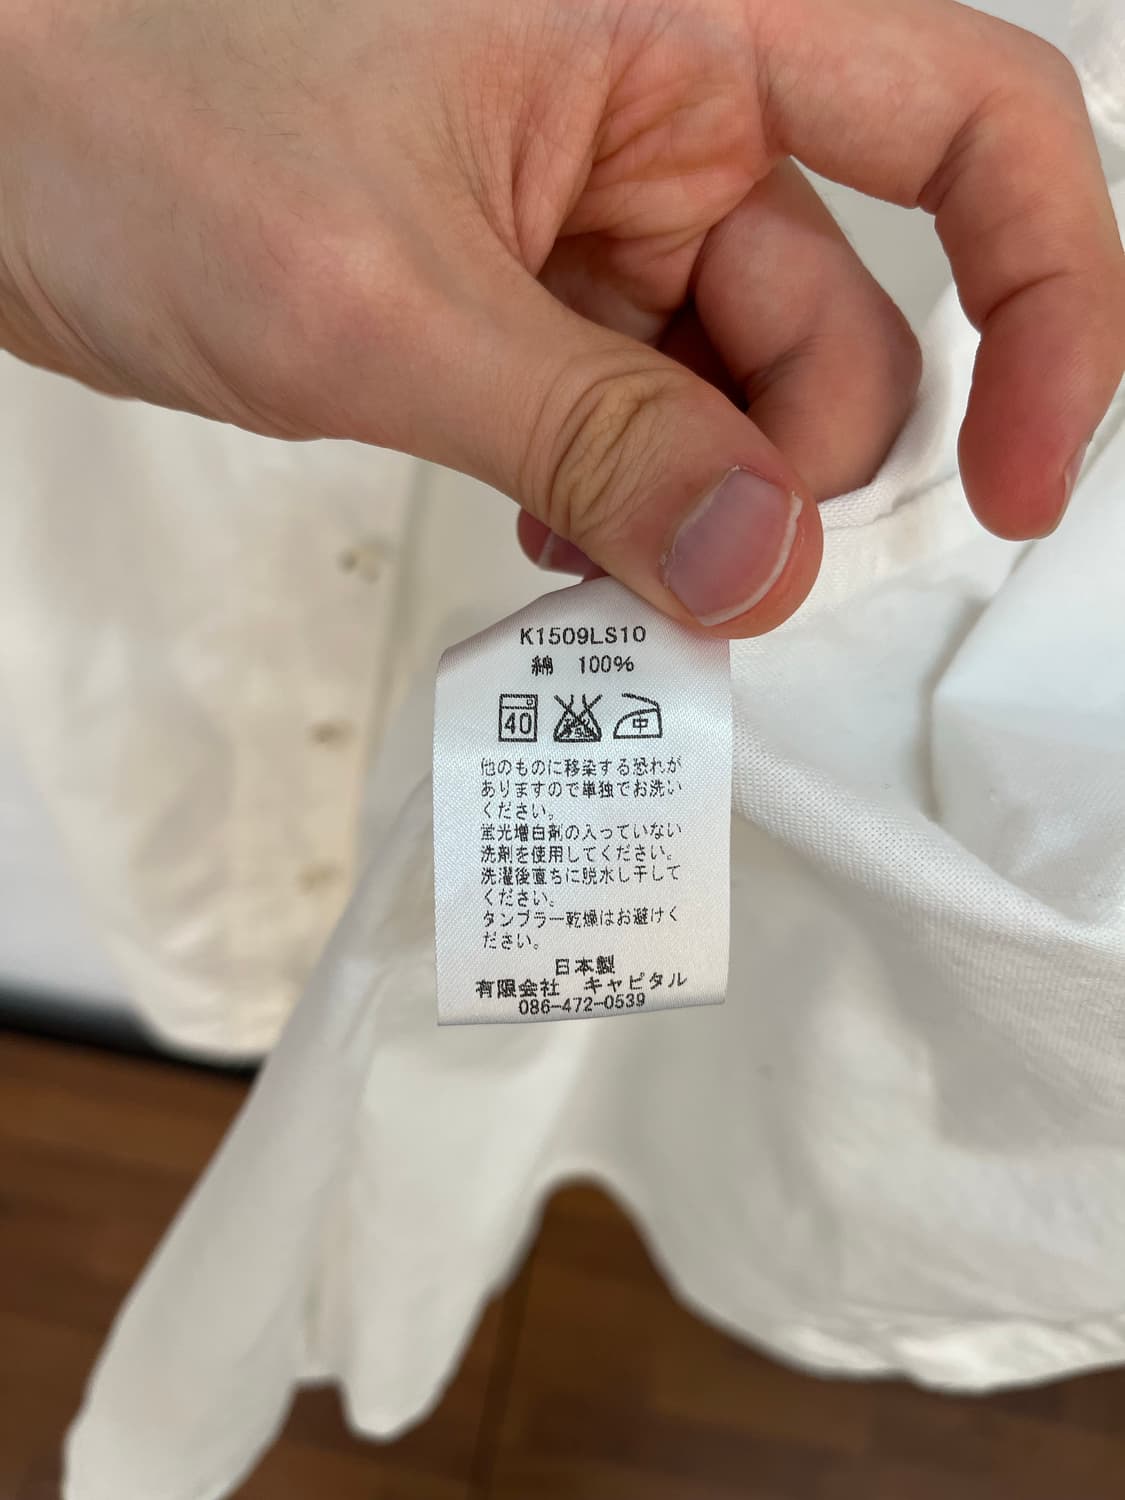 K1509LS10
綿 100%
40 中
他のものに移染する恐れが
ありますので単独でお洗い
ください。
蛍光増白剤の入っていない
洗剤を使用してください。
洗濯後直ちに脱水し干して
ください。
タンブラー乾燥はお避けく
ださい。
日本製
有限会社 キャピタル
086-472-0539